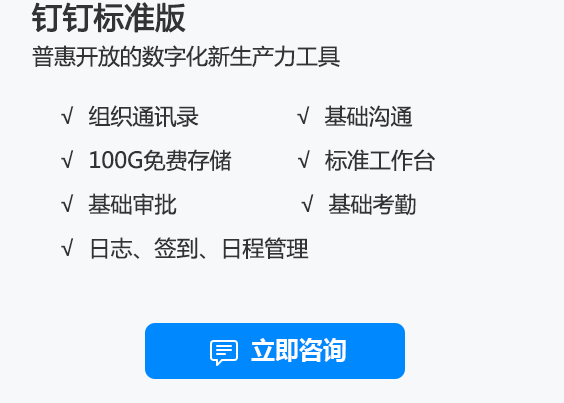 钉钉标准版
普惠开放的数字化新生产力工具
√ 组织通讯录 √ 基础沟通
√ 100G免费存储 √ 标准工作台
√ 基础审批 √ 基础考勤
√ 日志、签到、日程管理
立即咨询